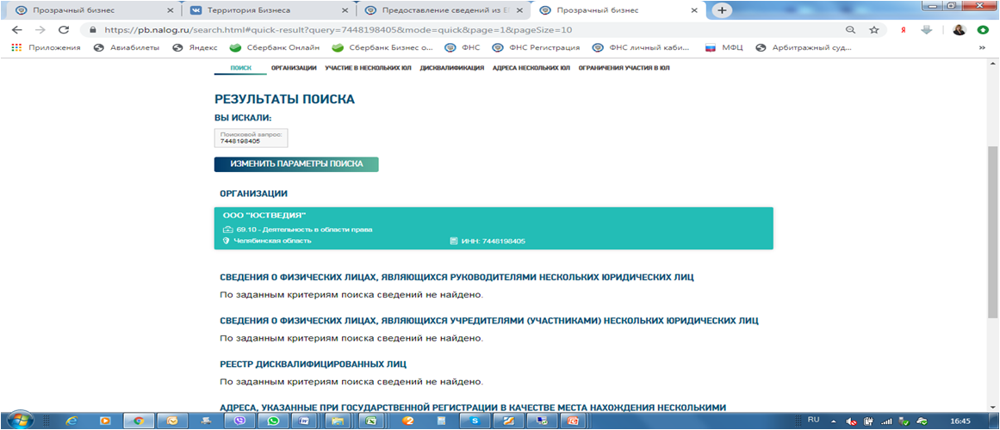 Прозрачный бизнес
Территория Бизнеса
Предоставление сведений из Е
Прозрачный бизнес
https://pb.nalog.ru/search.html#quick-result?query=7448198405&mode=quick&page=1&pageSize=10
Приложения Авиабилеты Яндекс Сбербанк Онлайн Сбербанк Бизнес о... ФНС ФНС Регистрация ФНС личный каби... МФЦ Арбитражный суд... »
ПОИСК ОРГАНИЗАЦИИ УЧАСТИЕ В НЕСКОЛЬКИХ ЮЛ ДИСКВАЛИФИКАЦИЯ АДРЕСА НЕСКОЛЬКИХ ЮЛ ОГРАНИЧЕНИЯ УЧАСТИЯ В ЮЛ
РЕЗУЛЬТАТЫ ПОИСКА
ВЫ ИСКАЛИ:
Поисковой запрос:
7448198405
ИЗМЕНИТЬ ПАРАМЕТРЫ ПОИСКА
ОРГАНИЗАЦИИ
ООО "ЮСТВЕДИЯ"
69.10 - Деятельность в области права
Челябинская область ИНН: 7448198405
СВЕДЕНИЯ О ФИЗИЧЕСКИХ ЛИЦАХ, ЯВЛЯЮЩИХСЯ РУКОВОДИТЕЛЯМИ НЕСКОЛЬКИХ ЮРИДИЧЕСКИХ ЛИЦ
По заданным критериям поиска сведений не найдено.
СВЕДЕНИЯ О ФИЗИЧЕСКИХ ЛИЦАХ, ЯВЛЯЮЩИХСЯ УЧРЕДИТЕЛЯМИ (УЧАСТНИКАМИ) НЕСКОЛЬКИХ ЮРИДИЧЕСКИХ ЛИЦ
По заданным критериям поиска сведений не найдено.
РЕЕСТР ДИСКВАЛИФИЦИРОВАННЫХ ЛИЦ
По заданным критериям поиска сведений не найдено.
АДРЕСА, УКАЗАННЫЕ ПРИ ГОСУДАРСТВЕННОЙ РЕГИСТРАЦИИ В КАЧЕСТВЕ МЕСТА НАХОЖДЕНИЯ НЕСКОЛЬКИМИ
RU 16:45